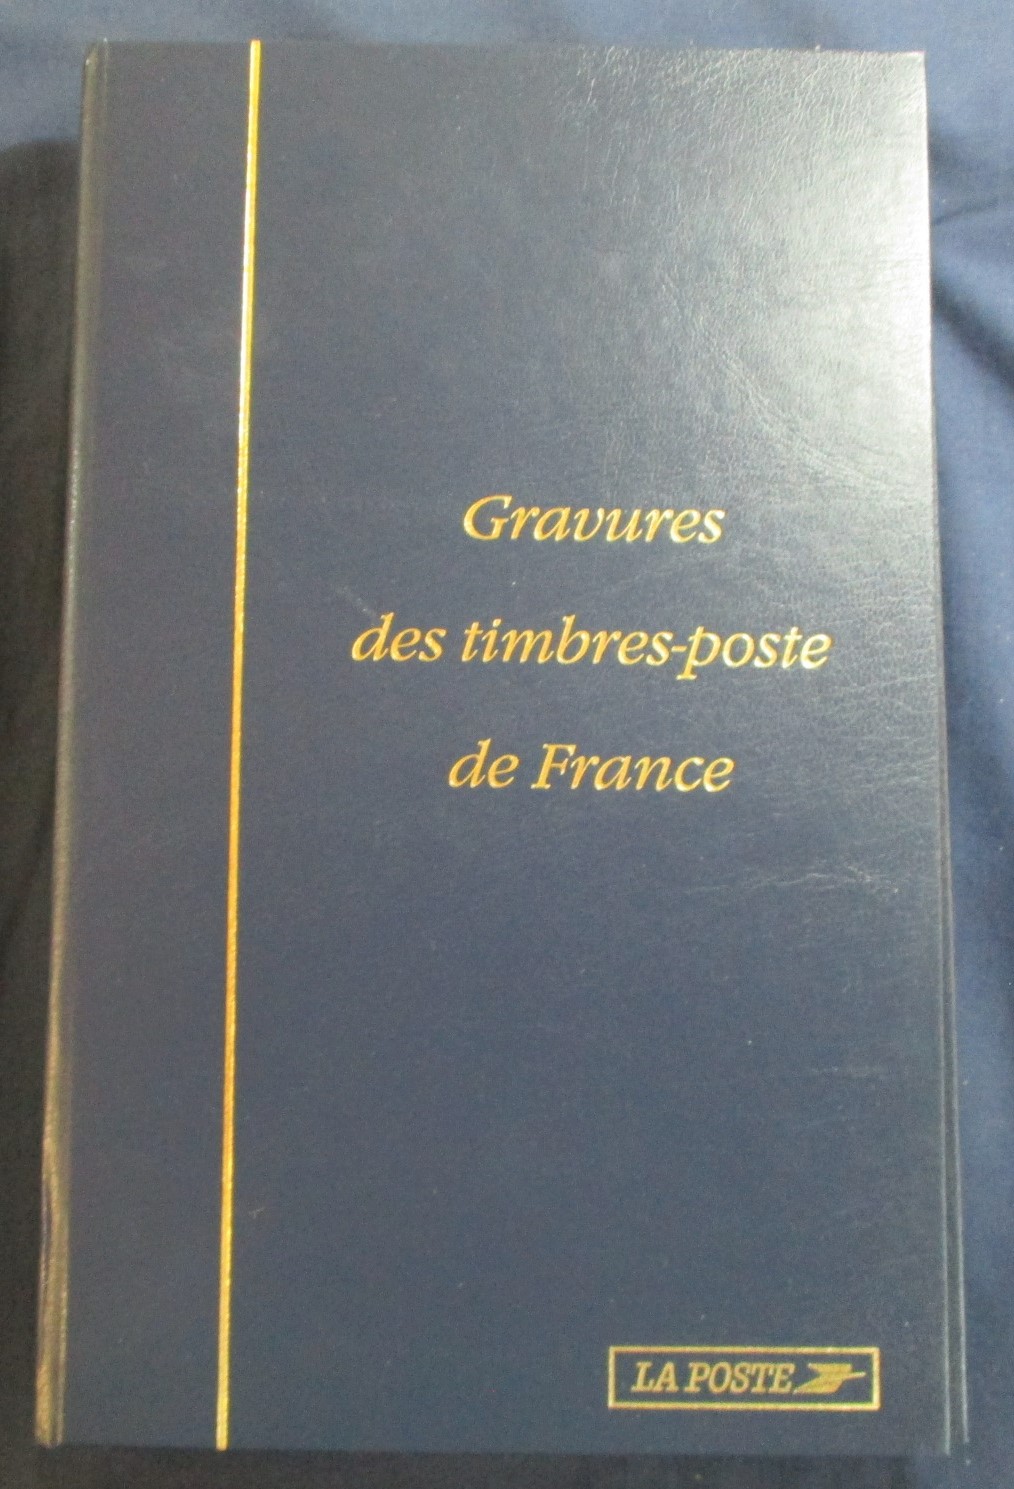 Gravures
des timbres-poste
de France
LA POSTE